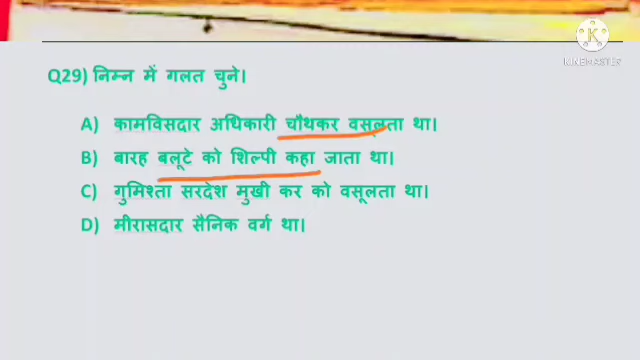 KINEMASTER
Q29) निम्न में गलत चुने।
A) कामविसदार अधिकारी चौथकर वसूलता था।
B) बारह बलूटे को शिल्पी कहा जाता था।
C) गुमिश्ता सरदेश मुखी कर को वसूलता था।
D) मीरासदार सैनिक वर्ग था।